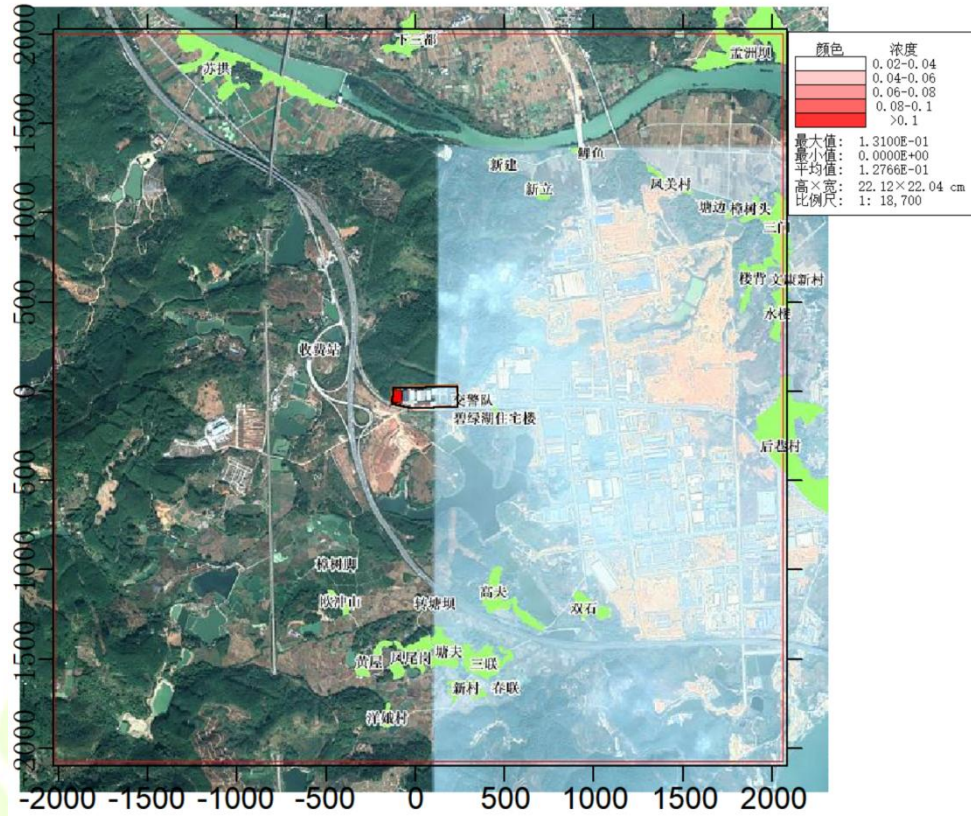 颜色 浓度
0.02-0.04
0.04-0.06
0.06-0.08
0.08-0.1
>0.1
最大值: 1.3100E-01
最小值: 0.0000E+00
平均值: 1.2766E-01
高×宽: 22.12×22.04 cm
比例尺: 1: 18,700
2000
1500
1000
500
0
500
1000
1500
2000
-2000 -1500 -1000 -500 0 500 1000 1500 2000
下三都
孟洲坝
苏拱
新建
鲫鱼
新立
凤美村
塘边 樟树头
三门
楼背 文康新村
水楼
收费站
交警队
碧绿湖住宅楼
后巷村
樟树脚
高夫
转塘坝
双石
黄屋 凤尾岗 塘夫
三联
新村 春联
洋姐村